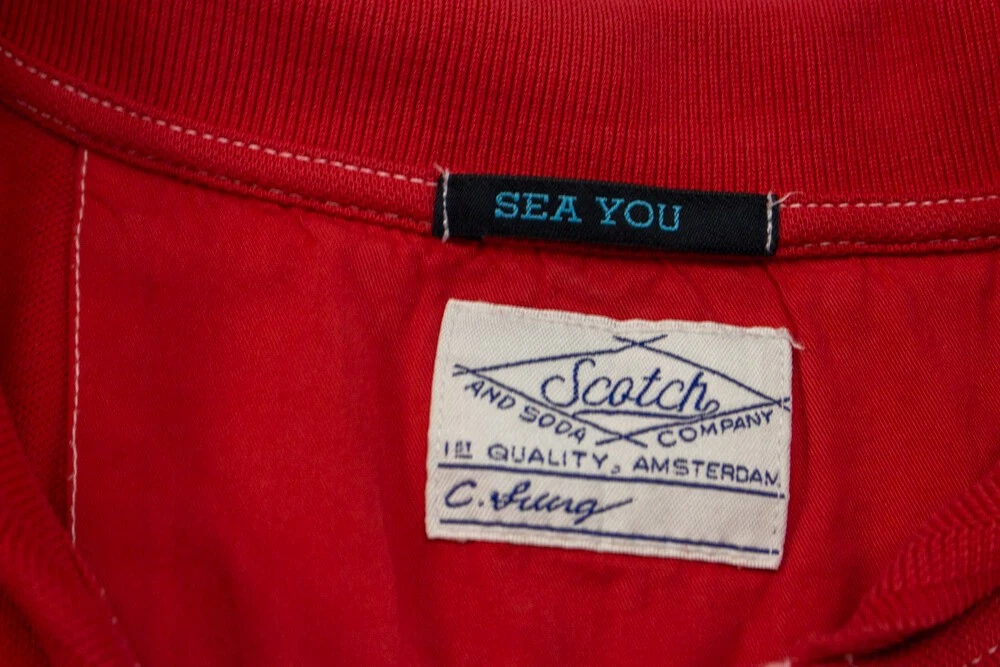 SEA YOU
Scotch
AND SODA COMPANY
1ST QUALITY, AMSTERDAM
C.